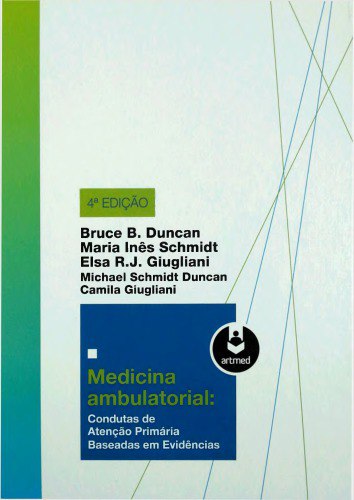 4ª EDIÇÃO
Bruce B. Duncan
Maria Inês Schmidt
Elsa R.J. Giugliani
Michael Schmidt Duncan
Camila Giugliani
artmed
Medicina
ambulatorial:
Condutas de
Atenção Primária
Baseadas em Evidências